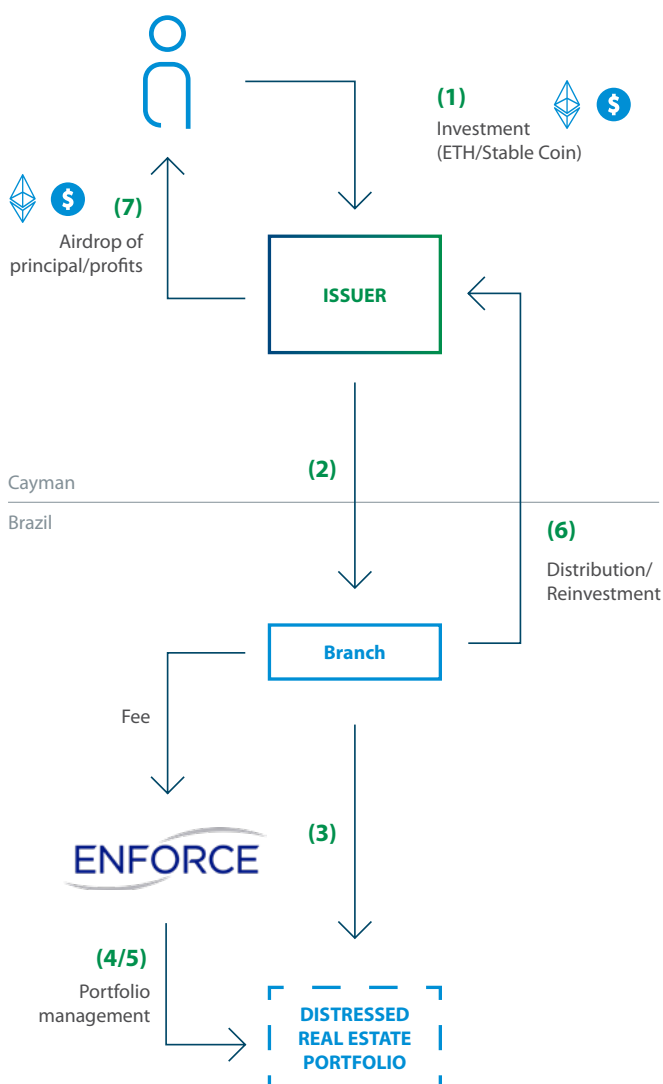 (1)
Investment
(ETH/Stable Coin)
$
$
(7)
Airdrop of
principal/profits
ISSUER
(2)
Cayman
Brazil
(6)
Distribution/
Reinvestment
Branch
Fee
(3)
ENFORCE
(4/5)
Portfolio
management
DISTRESSED
REAL ESTATE
PORTFOLIO